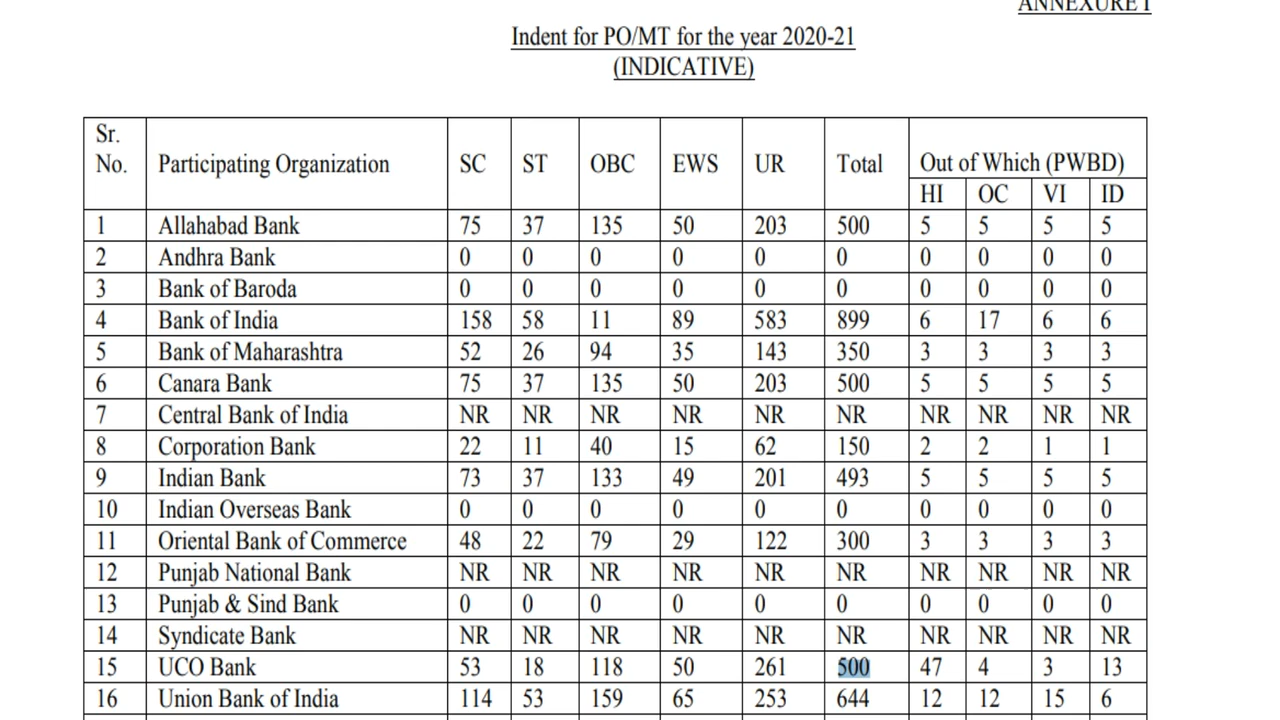 ANNEXURE I
Indent for PO/MT for the year 2020-21
(INDICATIVE)
Sr. No. Participating Organization SC ST OBC EWS UR Total Out of Which (PWBD)
HI OC VI ID
1 Allahabad Bank 75 37 135 50 203 500 5 5 5 5
2 Andhra Bank 0 0 0 0 0 0 0 0 0 0
3 Bank of Baroda 0 0 0 0 0 0 0 0 0 0
4 Bank of India 158 58 11 89 583 899 6 17 6 6
5 Bank of Maharashtra 52 26 94 35 143 350 3 3 3 3
6 Canara Bank 75 37 135 50 203 500 5 5 5 5
7 Central Bank of India NR NR NR NR NR NR NR NR NR NR
8 Corporation Bank 22 11 40 15 62 150 2 2 1 1
9 Indian Bank 73 37 133 49 201 493 5 5 5 5
10 Indian Overseas Bank 0 0 0 0 0 0 0 0 0 0
11 Oriental Bank of Commerce 48 22 79 29 122 300 3 3 3 3
12 Punjab National Bank NR NR NR NR NR NR NR NR NR NR
13 Punjab & Sind Bank 0 0 0 0 0 0 0 0 0 0
14 Syndicate Bank NR NR NR NR NR NR NR NR NR NR
15 UCO Bank 53 18 118 50 261 500 47 4 3 13
16 Union Bank of India 114 53 159 65 253 644 12 12 15 6